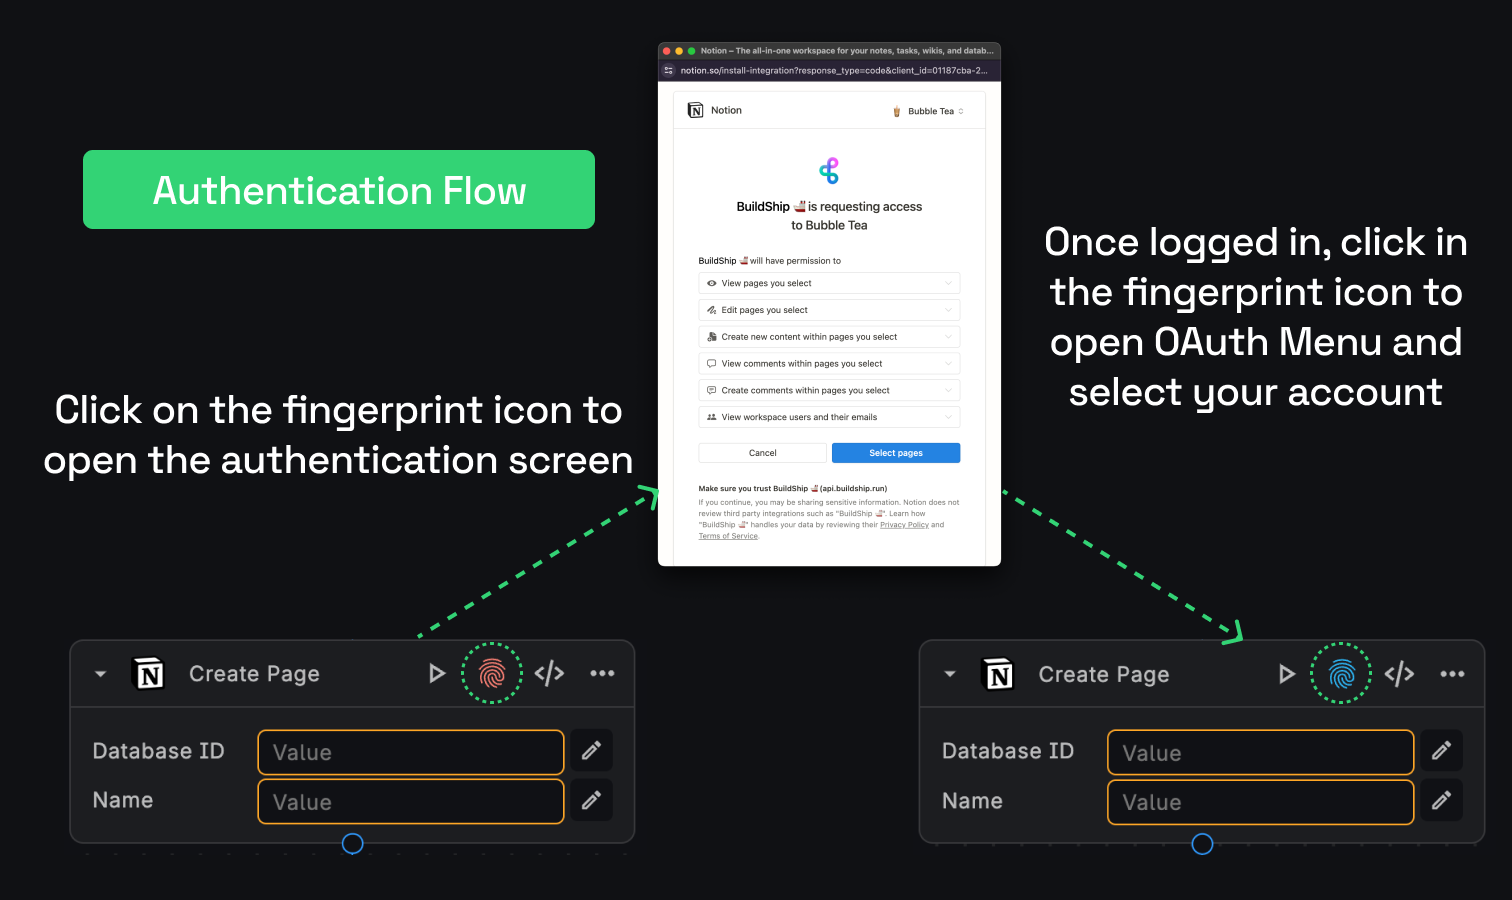 Authentication Flow
Click on the fingerprint icon to
open the authentication screen
Notion – The all-in-one workspace for your notes, tasks, wikis, and datab...
notion.so/install-integration?response_type=code&client_id=01187cba-2...
Notion
Bubble Tea
BuildShip 🚢 is requesting access
to Bubble Tea
BuildShip 🚢 will have permission to
View pages you select
Edit pages you select
Create new content within pages you select
View comments within pages you select
Create comments within pages you select
View workspace users and their emails
Cancel
Select pages
Make sure you trust BuildShip 🚢 (api.buildship.run)
If you continue, you may be sharing sensitive information. Notion does not
review third party integrations such as "BuildShip 🚢". Learn how
"BuildShip 🚢" handles your data by reviewing their Privacy Policy and
Terms of Service.
Once logged in, click in
the fingerprint icon to
open OAuth Menu and
select your account
Create Page
Database ID
Value
Name
Value
Create Page
Database ID
Value
Name
Value